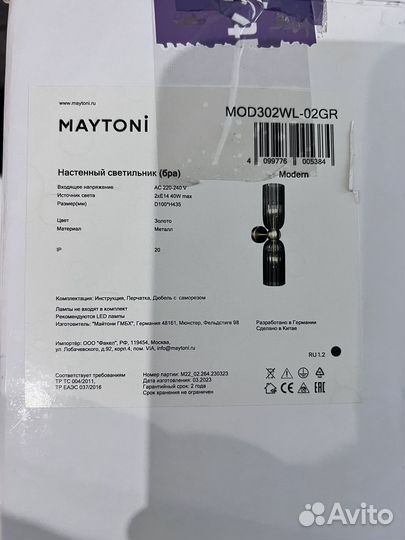 www.maytoni.ru
MOD302WL-02GR
MAYTONi
4 099776 005384
Настенный светильник (бра)
Modern
Входящее напряжение AC 220-240 V
Источник света 2xE14 40W max
Размер(мм) D100*H435
Цвет Золото
Материал Металл
IP 20
Комплектация: Инструкция, Перчатка, Дюбель с саморезом
Лампы не входят в комплект
Рекомендуются LED лампы
Изготовитель: "Майтони ГМБХ", Германия 48161, Мюнстер, Фельдстиге 98
Разработано в Германии
Сделано в Китае
Импортёр: ООО "Факел", РФ, 119454, Москва,
ул. Лобачевского, д.92, корп.4, пом. VIA, info@maytoni.ru
RU 1.2
Соответствует требованиям
ТР ТС 004/2011,
ТР ЕАЭС 037/2016
Номер партии: M22_02.264.230323
Дата изготовления: 03.2023
Гарантийный срок: 2 года
Срок хранения не ограничен
EAC
Avito